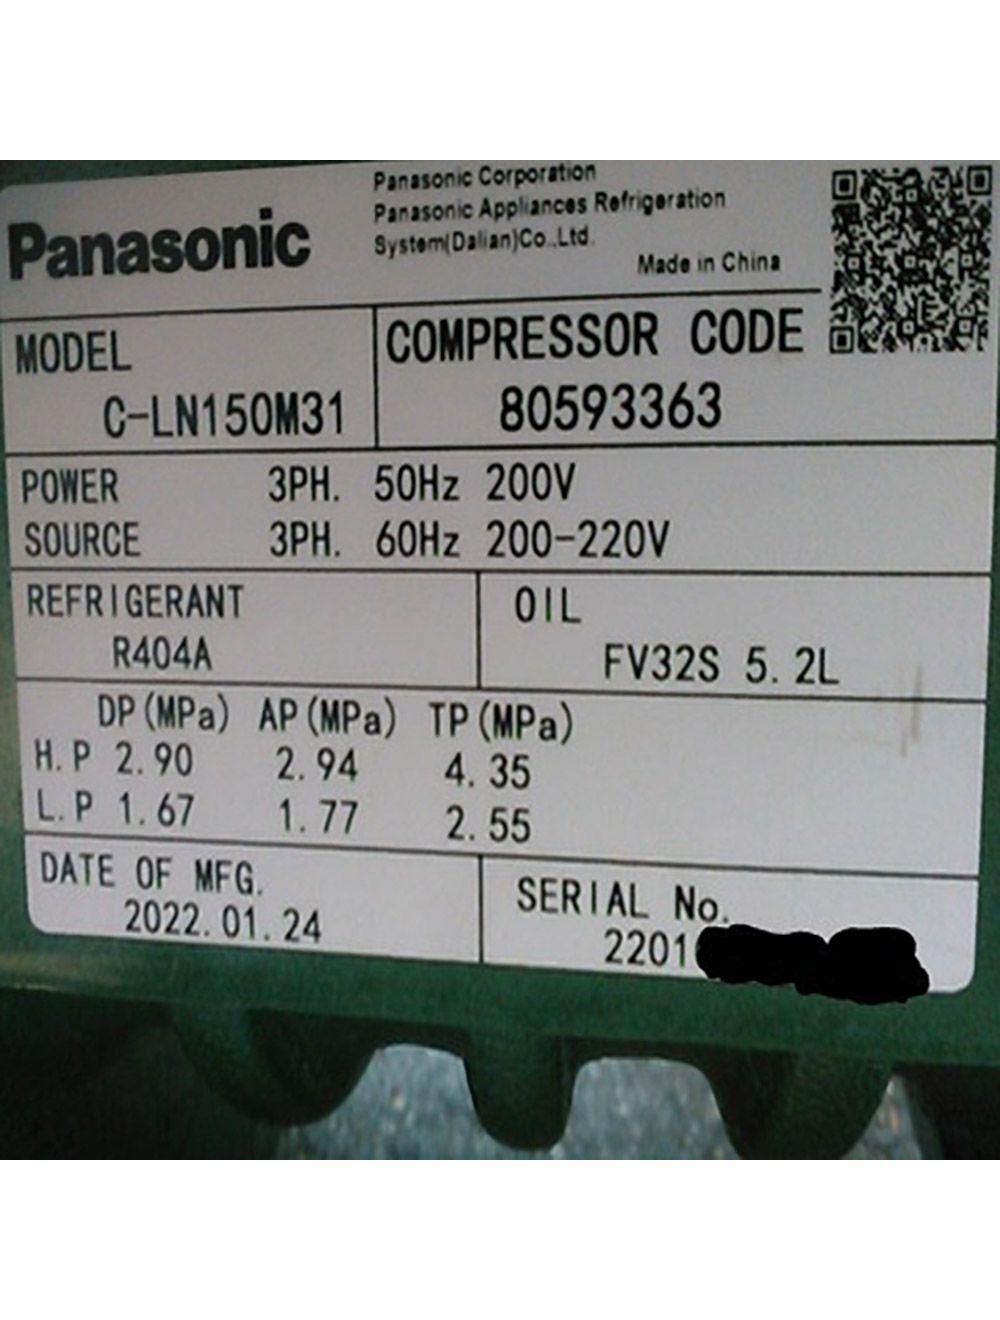 Panasonic
Panasonic Corporation
Panasonic Appliances Refrigeration
System(Dalian)Co.,Ltd.
Made in China
MODEL
C-LN150M31
COMPRESSOR CODE
80593363
POWER 3PH. 50Hz 200V
SOURCE 3PH. 60Hz 200-220V
REFRIGERANT
R404A
OIL
FV32S 5.2L
DP(MPa) AP(MPa) TP(MPa)
H.P 2.90 2.94 4.35
L.P 1.67 1.77 2.55
DATE OF MFG.
2022.01.24
SERIAL No.
2201